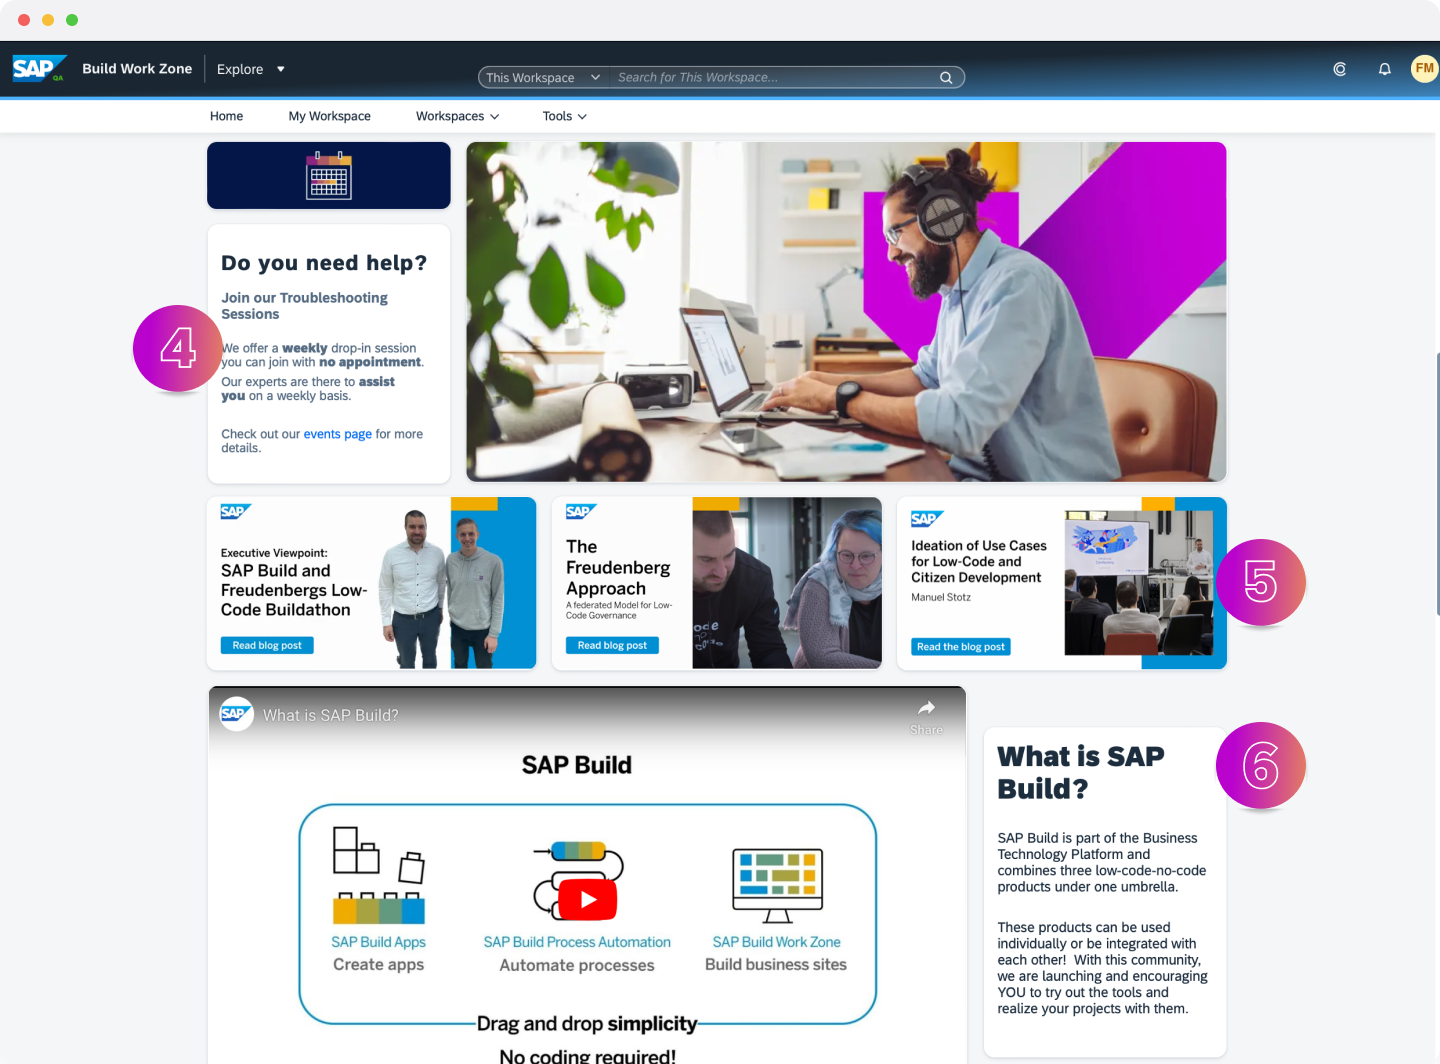 SAP QA Build Work Zone Explore This Workspace Search for This Workspace... FM
Home My Workspace Workspaces Tools
Do you need help?
Join our Troubleshooting
Sessions
4
We offer a weekly drop-in session
you can join with no appointment.
Our experts are there to assist
you on a weekly basis.
Check out our events page for more
details.
SAP
Executive Viewpoint:
SAP Build and
Freudenbergs Low-
Code Buildathon
Read blog post
SAP
The
Freudenberg
Approach
A federated Model for Low-
Code Governance
Read blog post
SAP
Ideation of Use Cases
for Low-Code and
Citizen Development
Manuel Stotz
Read the blog post
5
SAP What is SAP Build?
Share
SAP Build
SAP Build Apps
Create apps
SAP Build Process Automation
Automate processes
SAP Build Work Zone
Build business sites
Drag and drop simplicity
No coding required!
6
What is SAP
Build?
SAP Build is part of the Business
Technology Platform and
combines three low-code-no-code
products under one umbrella.
These products can be used
individually or be integrated with
each other! With this community,
we are launching and encouraging
YOU to try out the tools and
realize your projects with them.